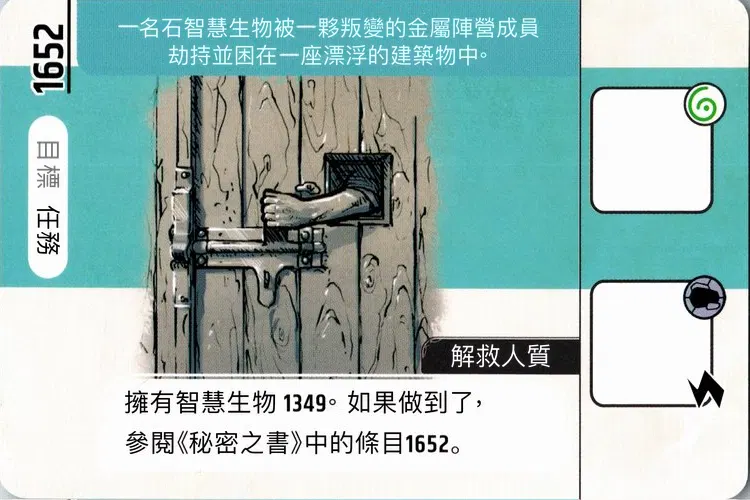 1652
目標 任務
一名石智慧生物被一夥叛變的金屬陣營成員
劫持並困在一座漂浮的建築物中。
解救人質
擁有智慧生物 1349。如果做到了，
參閱《秘密之書》中的條目1652。